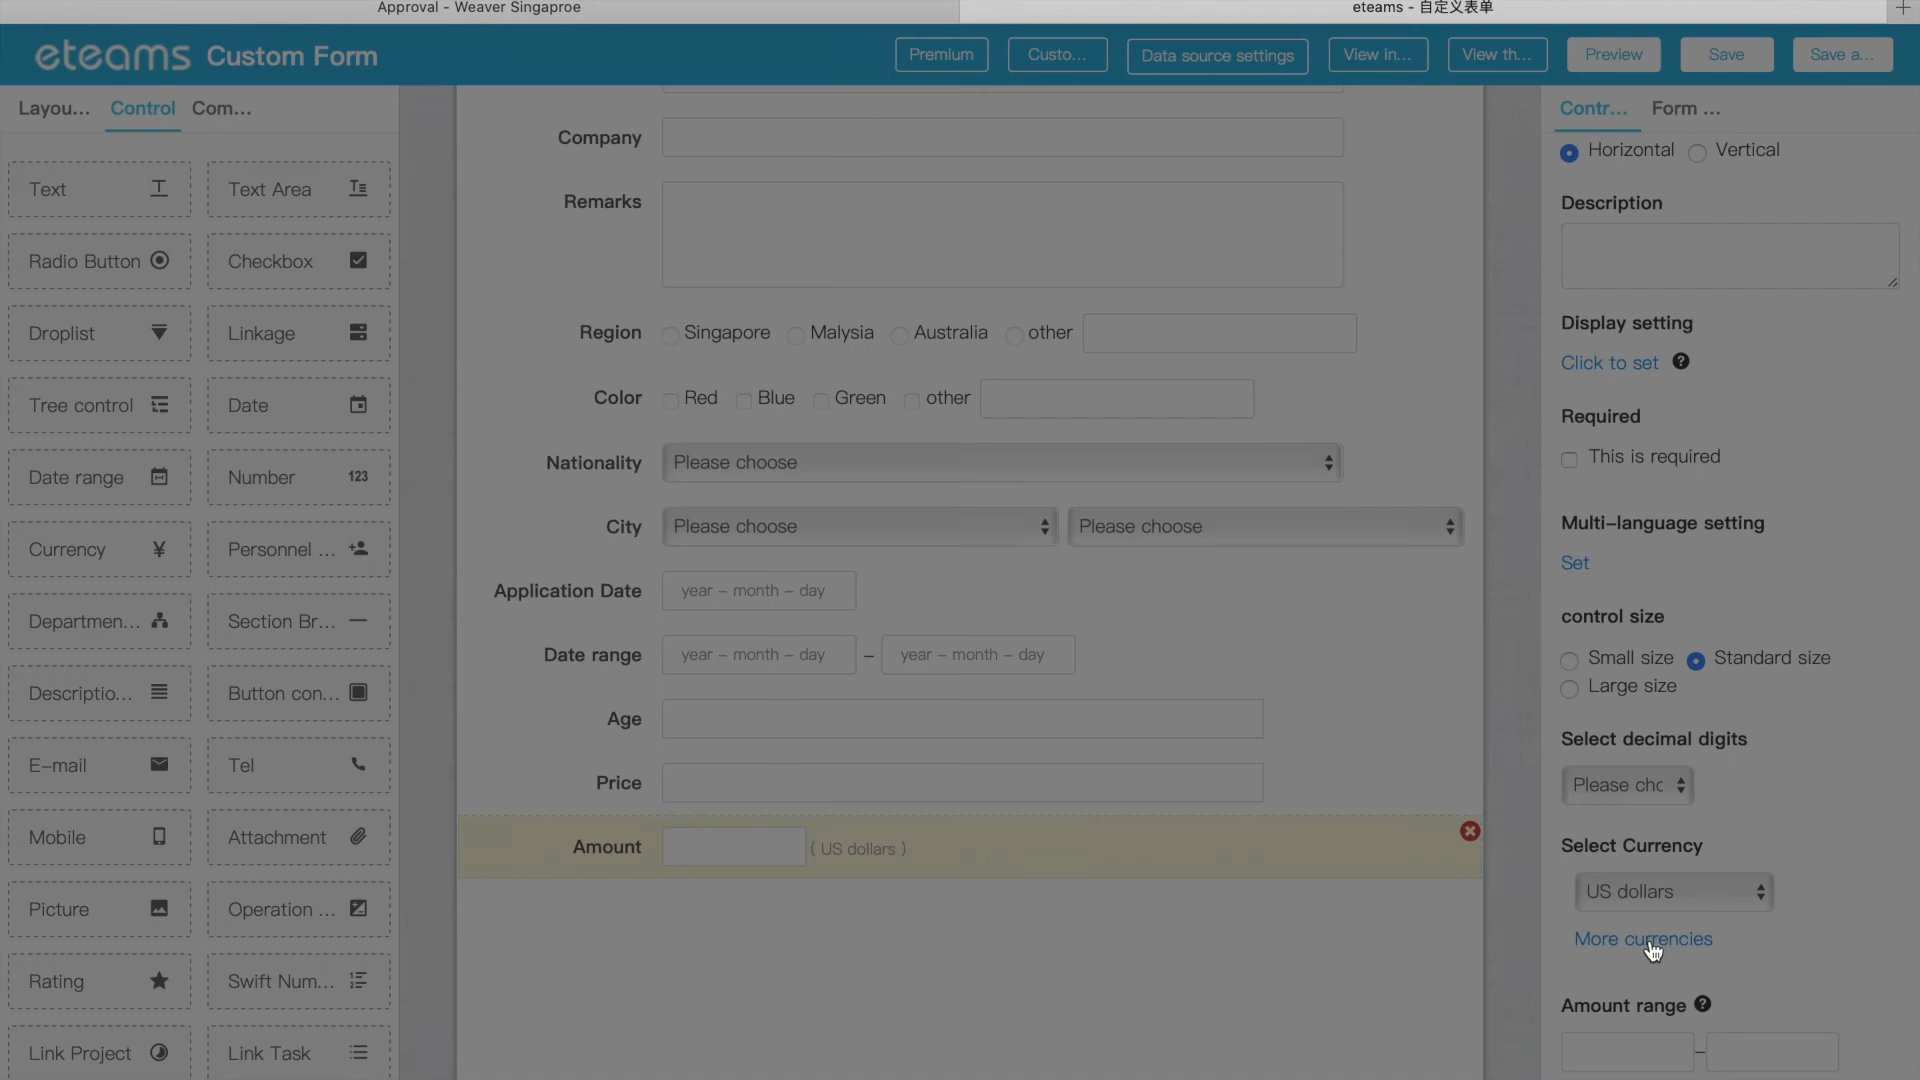 Approval - Weaver Singaproe
eteams - 自定义表单
eteams Custom Form
Premium
Custo...
Data source settings
View in...
View th...
Preview
Save
Save a...
Layou...
Control
Com...
Text
Text Area
Radio Button
Checkbox
Droplist
Linkage
Tree control
Date
Date range
Number
123
Currency
¥
Personnel ...
Departmen...
Section Br...
Descriptio...
Button con...
E-mail
Tel
Mobile
Attachment
Picture
Operation ...
Rating
Swift Num...
Link Project
Link Task
Company
Remarks
Region
Singapore
Malysia
Australia
other
Color
Red
Blue
Green
other
Nationality
Please choose
City
Please choose
Please choose
Application Date
year - month - day
Date range
year - month - day
-
year - month - day
Age
Price
Amount
( US dollars )
Contr...
Form ...
Horizontal
Vertical
Description
Display setting
Click to set
Required
This is required
Multi-language setting
Set
control size
Small size
Standard size
Large size
Select decimal digits
Please chc
Select Currency
US dollars
More currencies
Amount range
-